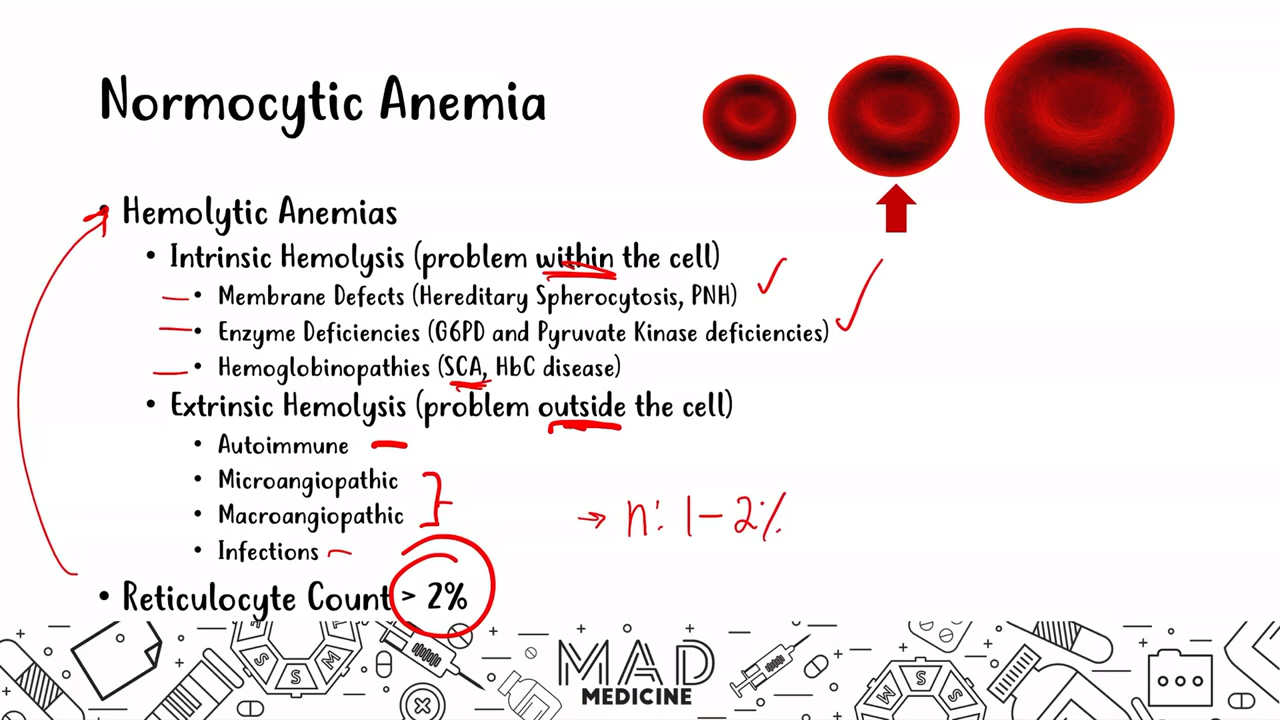 Normocytic Anemia
• Hemolytic Anemias
• Intrinsic Hemolysis (problem within the cell)
• Membrane Defects (Hereditary Spherocytosis, PNH)
• Enzyme Deficiencies (G6PD and Pyruvate Kinase deficiencies)
• Hemoglobinopathies (SCA, HbC disease)
• Extrinsic Hemolysis (problem outside the cell)
• Autoimmune
• Microangiopathic
• Macroangiopathic
→ n: 1-2%
• Infections
• Reticulocyte Count > 2%
S S M
M S S
MAD
MEDICINE